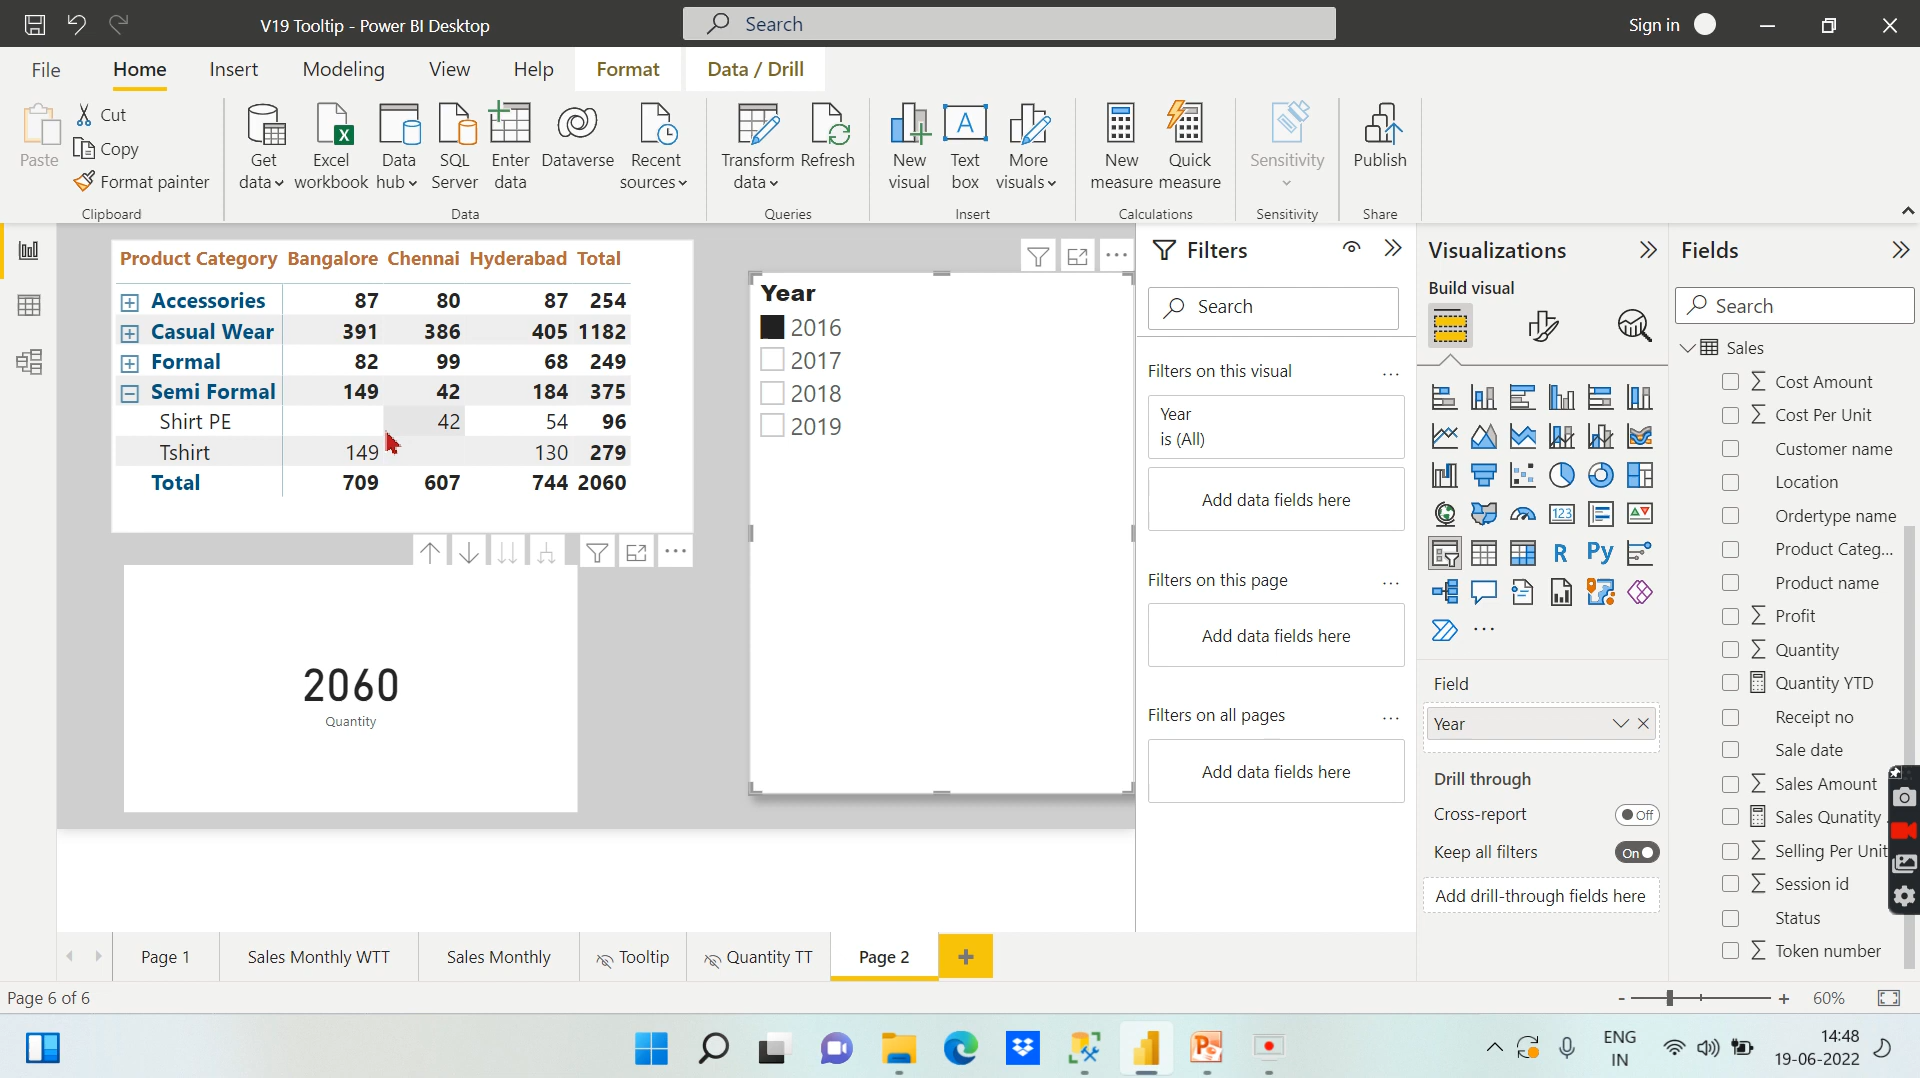 V19 Tooltip - Power BI Desktop
Search
Sign in
File Home Insert Modeling View Help Format Data / Drill
Paste
Cut
Copy
Format painter
Clipboard
Get data
Excel workbook
Data hub
SQL Server
Enter data
Dataverse
Recent sources
Data
Transform data
Refresh
Queries
New visual
Text box
More visuals
Insert
New measure
Quick measure
Calculations
Sensitivity
Sensitivity
Publish
Share
Product Category Bangalore Chennai Hyderabad Total
Accessories 87 80 87 254
Casual Wear 391 386 405 1182
Formal 82 99 68 249
Semi Formal 149 42 184 375
Shirt PE 42 54 96
Tshirt 149 130 279
Total 709 607 744 2060
2060
Quantity
Year
2016
2017
2018
2019
Filters
Search
Filters on this visual ...
Year
is (All)
Add data fields here
Filters on this page ...
Add data fields here
Filters on all pages ...
Add data fields here
Visualizations
Build visual
123
R Py
...
Field
Year
Drill through
Cross-report Off
Keep all filters On
Add drill-through fields here
Fields
Search
Sales
Cost Amount
Cost Per Unit
Customer name
Location
Ordertype name
Product Categ...
Product name
Profit
Quantity
Quantity YTD
Receipt no
Sale date
Sales Amount
Sales Qunatity
Selling Per Unit
Session id
Status
Token number
Page 1 Sales Monthly WTT Sales Monthly Tooltip Quantity TT Page 2 +
Page 6 of 6
- + 60%
ENG
IN
14:48
19-06-2022